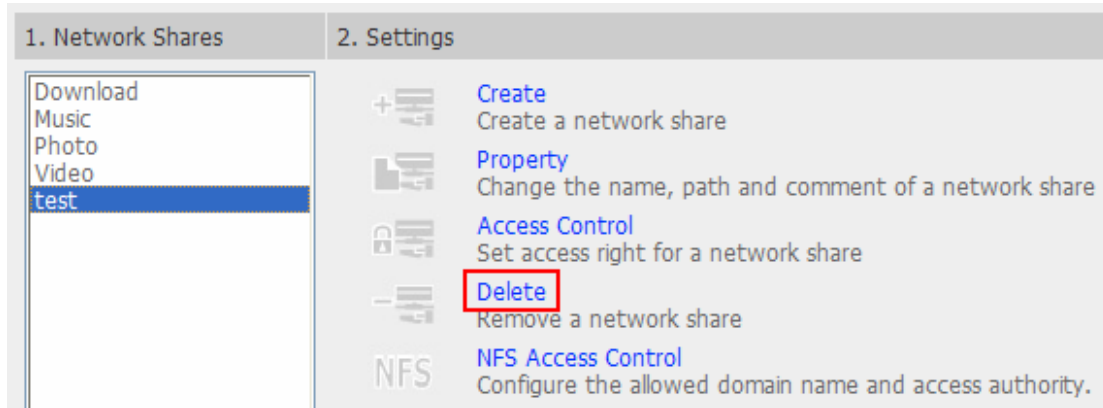 1. Network Shares
2. Settings
Download
Music
Photo
Video
test
Create
Create a network share
Property
Change the name, path and comment of a network share
Access Control
Set access right for a network share
Delete
Remove a network share
NFS
NFS Access Control
Configure the allowed domain name and access authority.